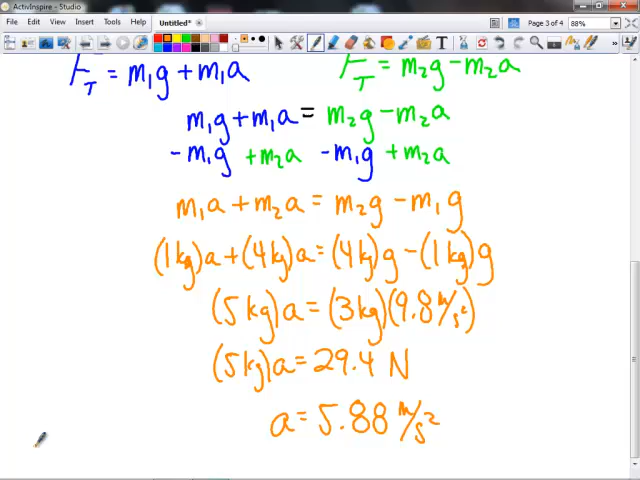 ActivInspire - Studio
File Edit View Insert Tools Help Untitled* Page 3 of 4 88%
F_T = m₁g + m₁a F_T = m₂g - m₂a
m₁g + m₁a = m₂g - m₂a
- m₁g + m₂a - m₁g + m₂a
m₁a + m₂a = m₂g - m₁g
(1kg)a + (4kg)a = (4kg)g - (1kg)g
(5kg)a = (3kg)(9.8 m/s²)
(5kg)a = 29.4 N
a = 5.88 m/s²